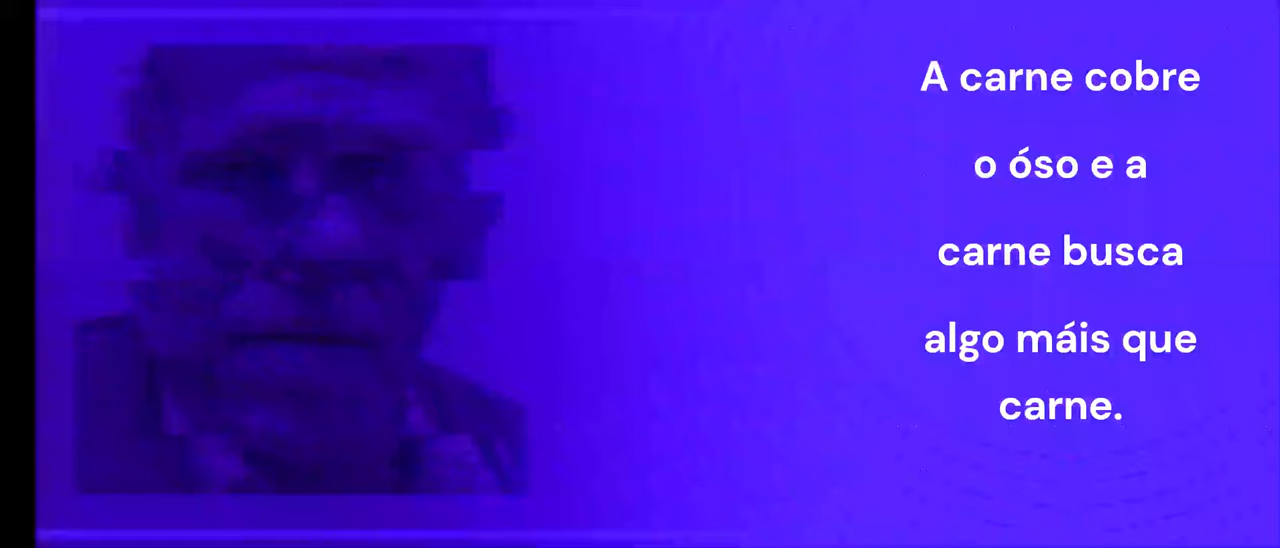 A carne cobre
o óso e a
carne busca
algo máis que
carne.